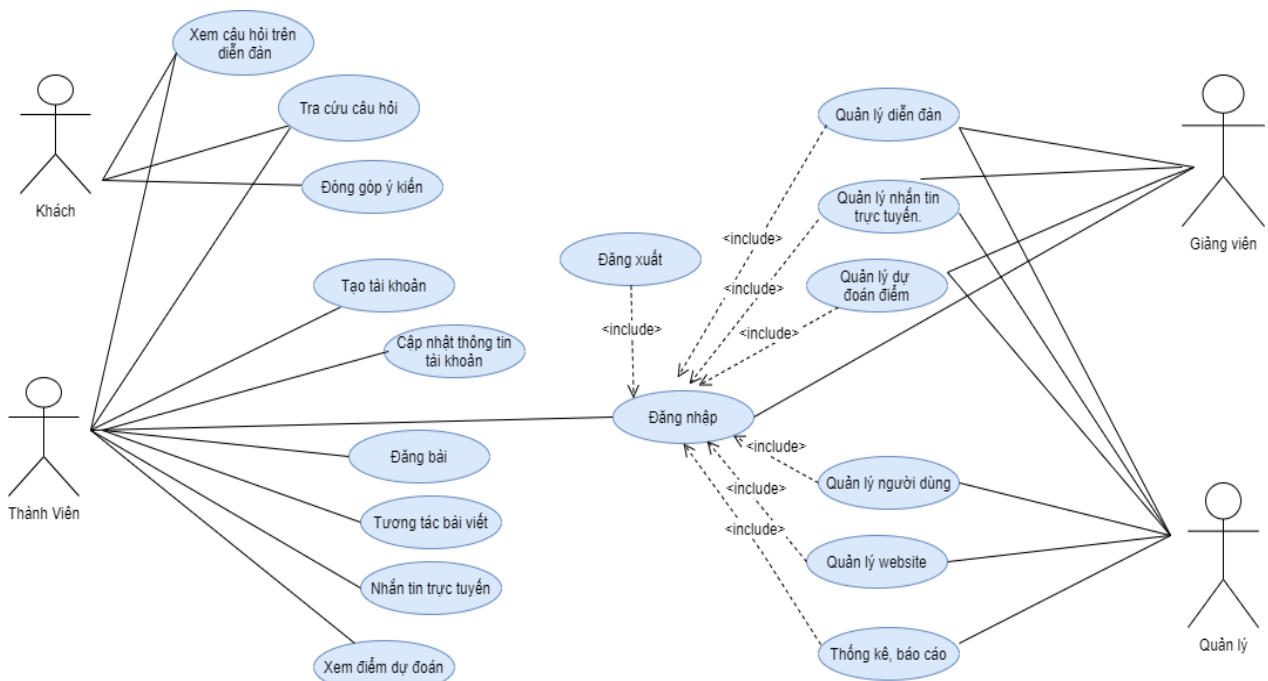 Xem câu hỏi trên
diễn đàn
Tra cứu câu hỏi
Đóng góp ý kiến
Khách
Tạo tài khoản
Cập nhật thông tin
tài khoản
Thành Viên
Đăng bài
Tương tác bài viết
Nhắn tin trực tuyến
Xem điểm dự đoán
Đăng xuất
<include>
Đăng nhập
Quản lý diễn đàn
<include>
Quản lý nhắn tin
trực tuyến.
<include>
Quản lý dự
đoán điểm
<include>
Giảng viên
<include>
Quản lý người dùng
<include>
Quản lý website
<include>
Thống kê, báo cáo
Quản lý